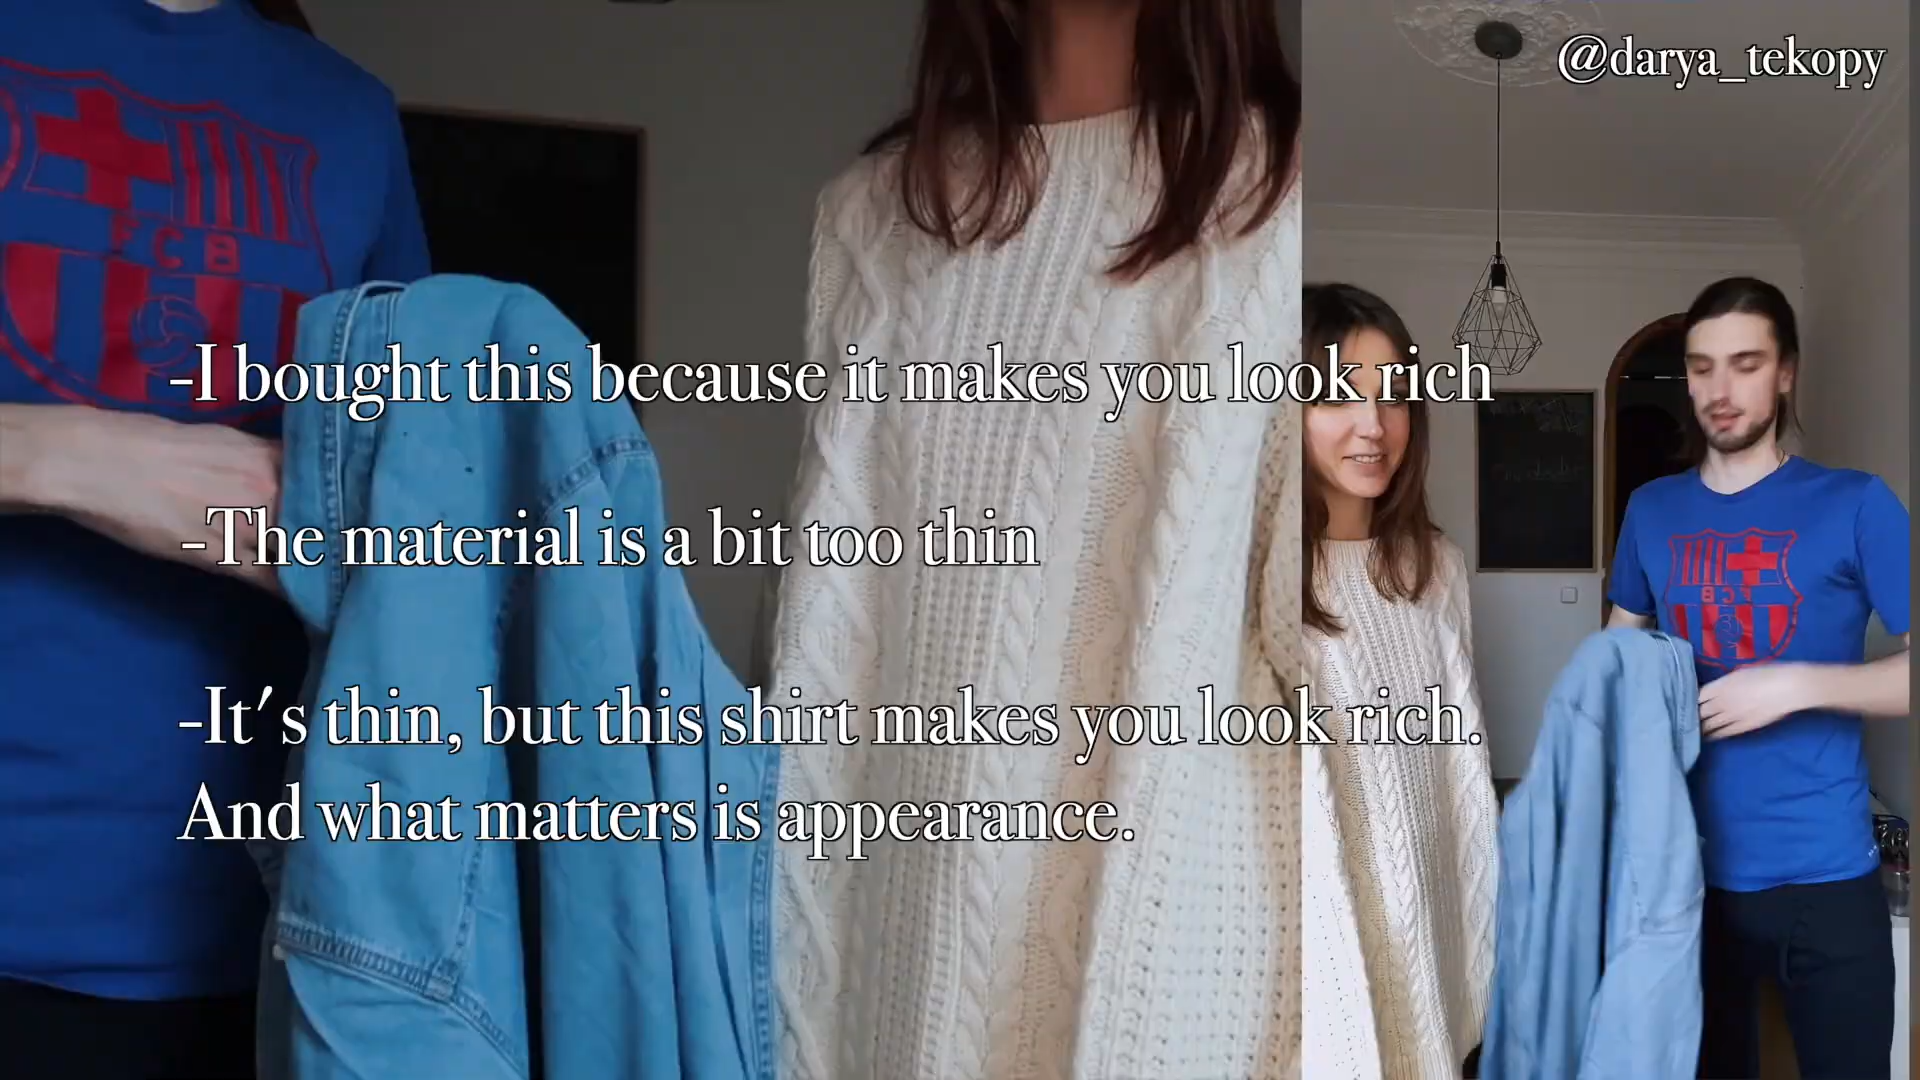 @darya_tekopy
FCB
-I bought this because it makes you look rich
-The material is a bit too thin
-It's thin, but this shirt makes you look rich.
And what matters is appearance.
FCB